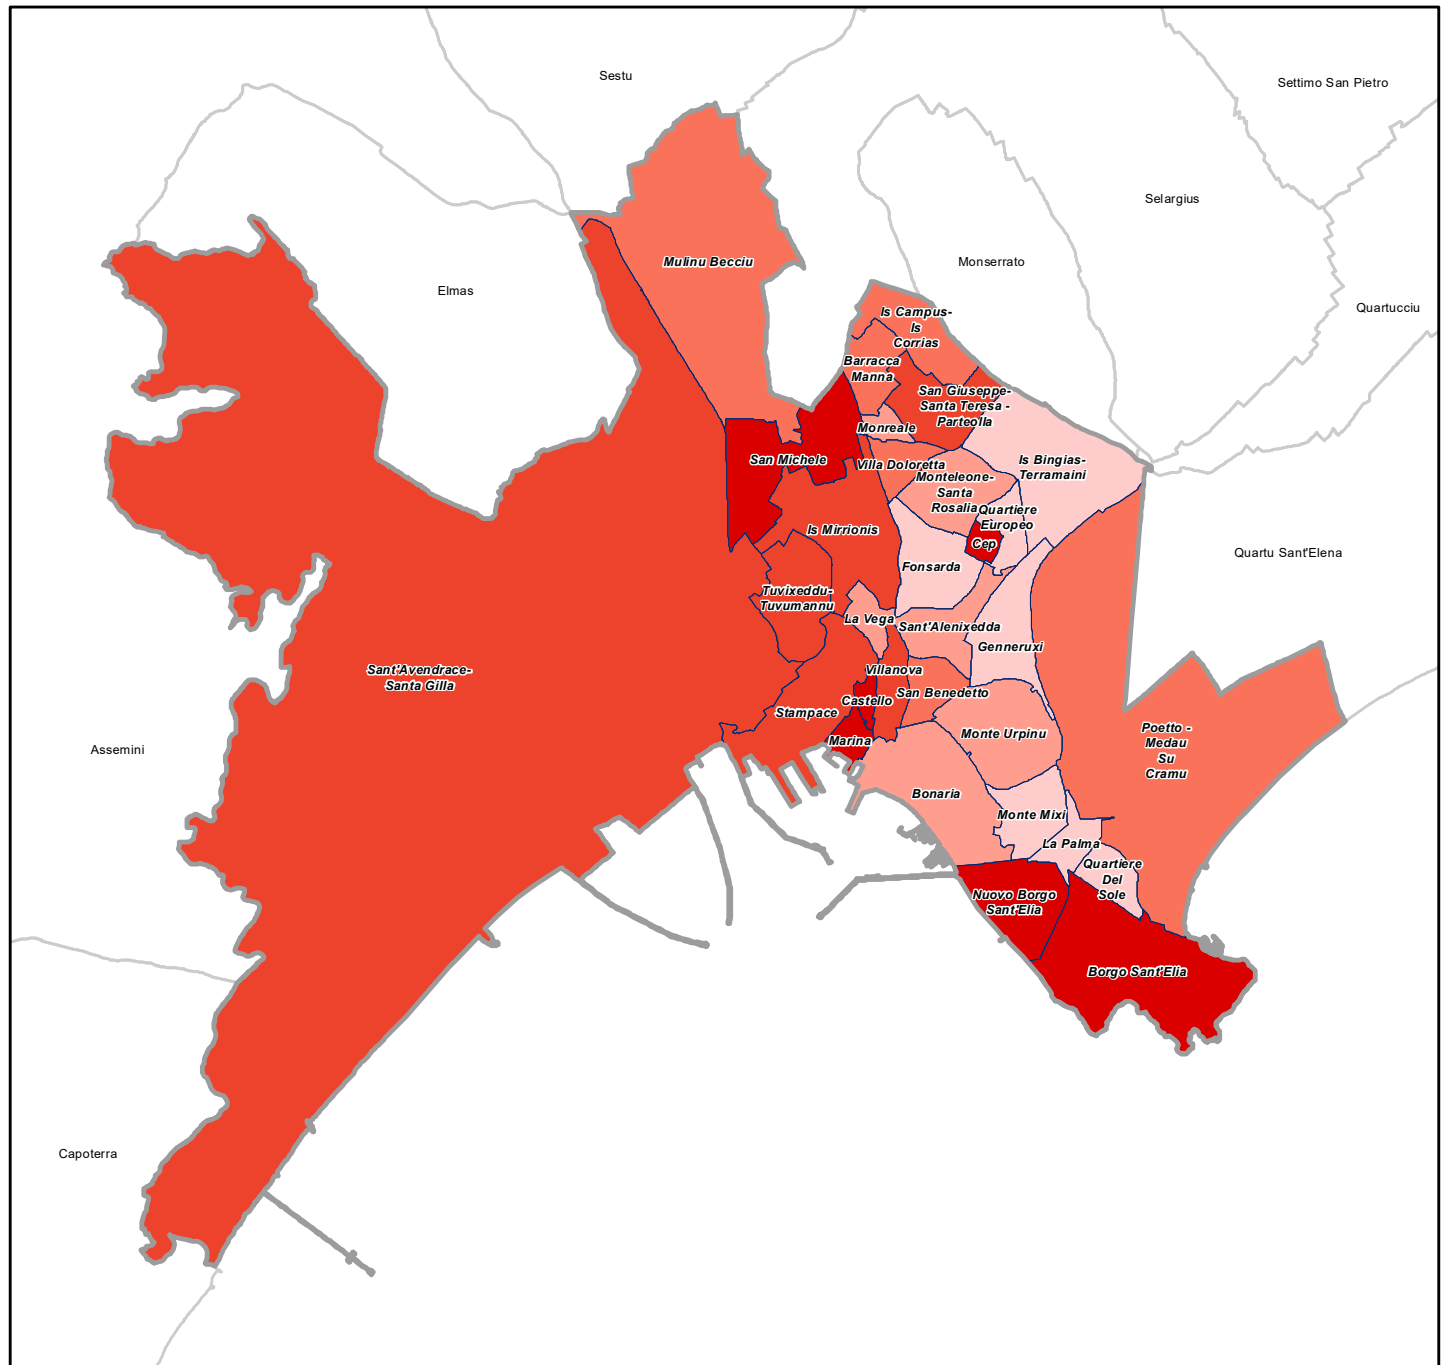 Sestu
Settimo San Pietro
Selargius
Mulinu Becciu
Monserrato
Elmas
Quartucciu
Is Campus-
Is
Corrias
Barracca
Manna
San Giuseppe-
Santa Teresa -
Parteolla
Monreale
San Michele
Villa Doloretta
Is Bingias-
Terramaini
Monteleone-
Santa
Rosalia
Quartiere
Europeo
Is Mirrionis
Cep
Quartu Sant'Elena
Fonsarda
Tuvixeddu-
Tuvumannu
La Vega
Sant'Alenixedda
Genneruxi
Sant'Avendrace-
Santa Gilla
Villanova
San Benedetto
Castello
Stampace
Marina
Monte Urpinu
Poetto -
Medau
Su
Cramu
Assemini
Bonaria
Monte Mixi
La Palma
Quartiere
Del
Sole
Nuovo Borgo
Sant'Elia
Borgo Sant'Elia
Capoterra